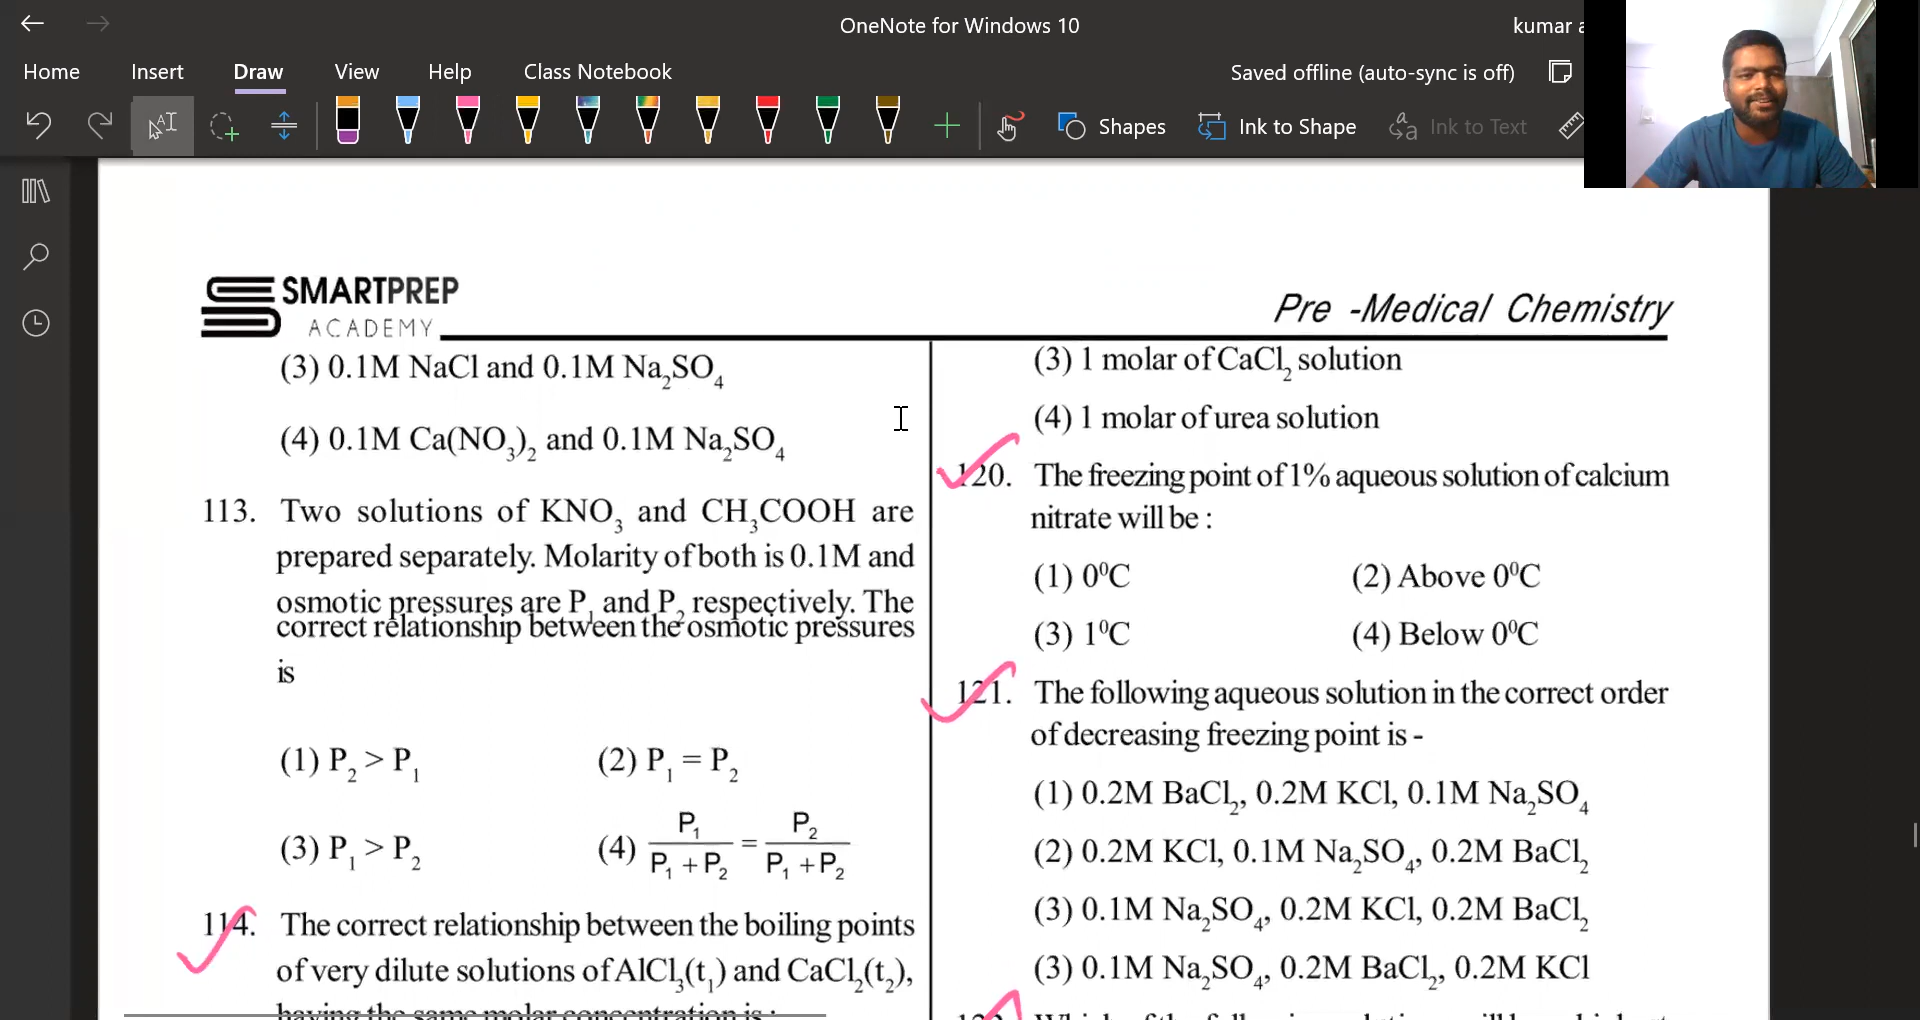 OneNote for Windows 10
kumar a
Home Insert Draw View Help Class Notebook
Saved offline (auto-sync is off)
Shapes Ink to Shape Ink to Text
SMARTPREP
ACADEMY
Pre -Medical Chemistry
(3) 0.1M NaCl and 0.1M Na₂SO₄
(4) 0.1M Ca(NO₃)₂ and 0.1M Na₂SO₄
113. Two solutions of KNO₃ and CH₃COOH are
prepared separately. Molarity of both is 0.1M and
osmotic pressures are P₁ and P₂ respectively. The
correct relationship between the osmotic pressures
is
(1) P₂ > P₁ (2) P₁ = P₂
(3) P₁ > P₂ (4) P₁ / (P₁ + P₂) = P₂ / (P₁ + P₂)
114. The correct relationship between the boiling points
of very dilute solutions of AlCl₃(t₁) and CaCl₂(t₂),
having the same molar concentration is :
(3) 1 molar of CaCl₂ solution
(4) 1 molar of urea solution
120. The freezing point of 1% aqueous solution of calcium
nitrate will be :
(1) 0⁰C (2) Above 0⁰C
(3) 1⁰C (4) Below 0⁰C
121. The following aqueous solution in the correct order
of decreasing freezing point is -
(1) 0.2M BaCl₂, 0.2M KCl, 0.1M Na₂SO₄
(2) 0.2M KCl, 0.1M Na₂SO₄, 0.2M BaCl₂
(3) 0.1M Na₂SO₄, 0.2M KCl, 0.2M BaCl₂
(3) 0.1M Na₂SO₄, 0.2M BaCl₂, 0.2M KCl